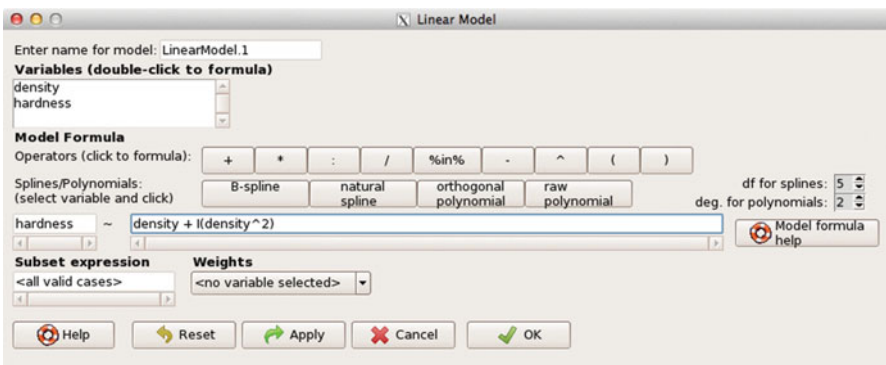 Linear Model
Enter name for model: LinearModel.1
Variables (double-click to formula)
density
hardness
Model Formula
Operators (click to formula): + * : / %in% - ^ ( )
Splines/Polynomials:
(select variable and click)
B-spline
natural
spline
orthogonal
polynomial
raw
polynomial
df for splines: 5
deg. for polynomials: 2
hardness ~ density + I(density^2)
Model formula
help
Subset expression Weights
<all valid cases> <no variable selected>
Help Reset Apply Cancel OK